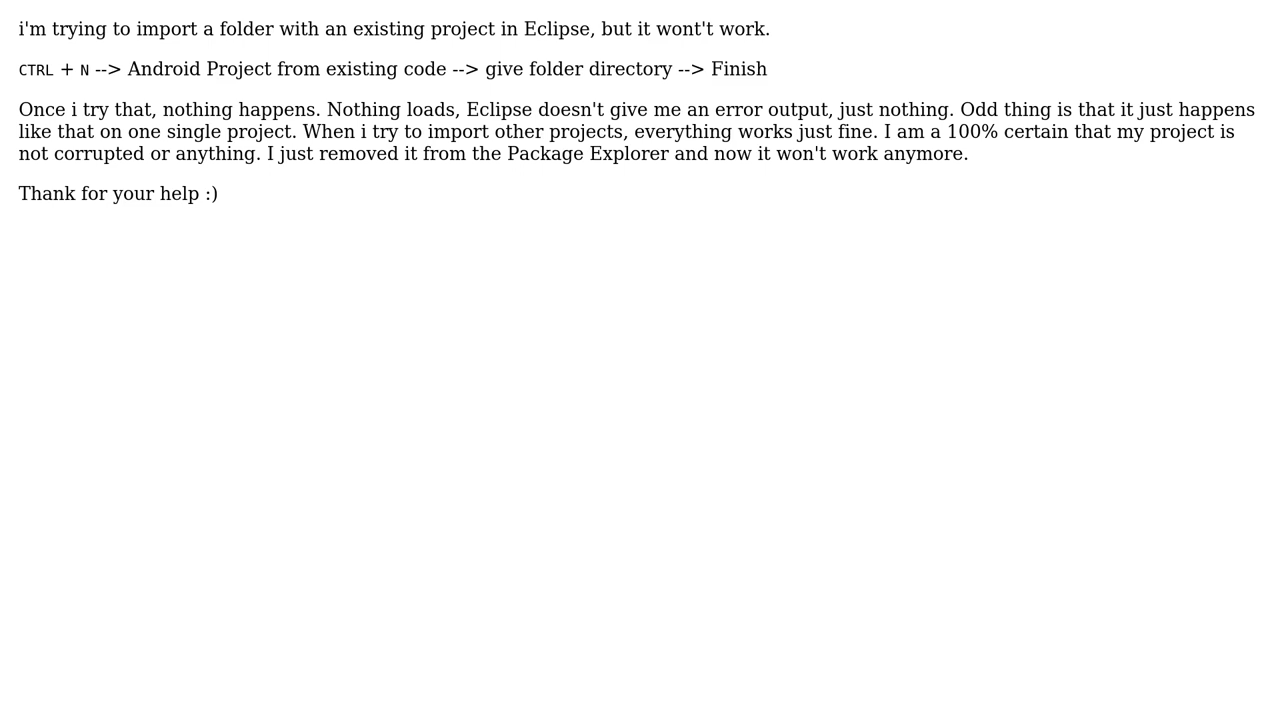 i'm trying to import a folder with an existing project in Eclipse, but it wont't work.
CTRL + N --> Android Project from existing code --> give folder directory --> Finish
Once i try that, nothing happens. Nothing loads, Eclipse doesn't give me an error output, just nothing. Odd thing is that it just happens
like that on one single project. When i try to import other projects, everything works just fine. I am a 100% certain that my project is
not corrupted or anything. I just removed it from the Package Explorer and now it won't work anymore.
Thank for your help :)